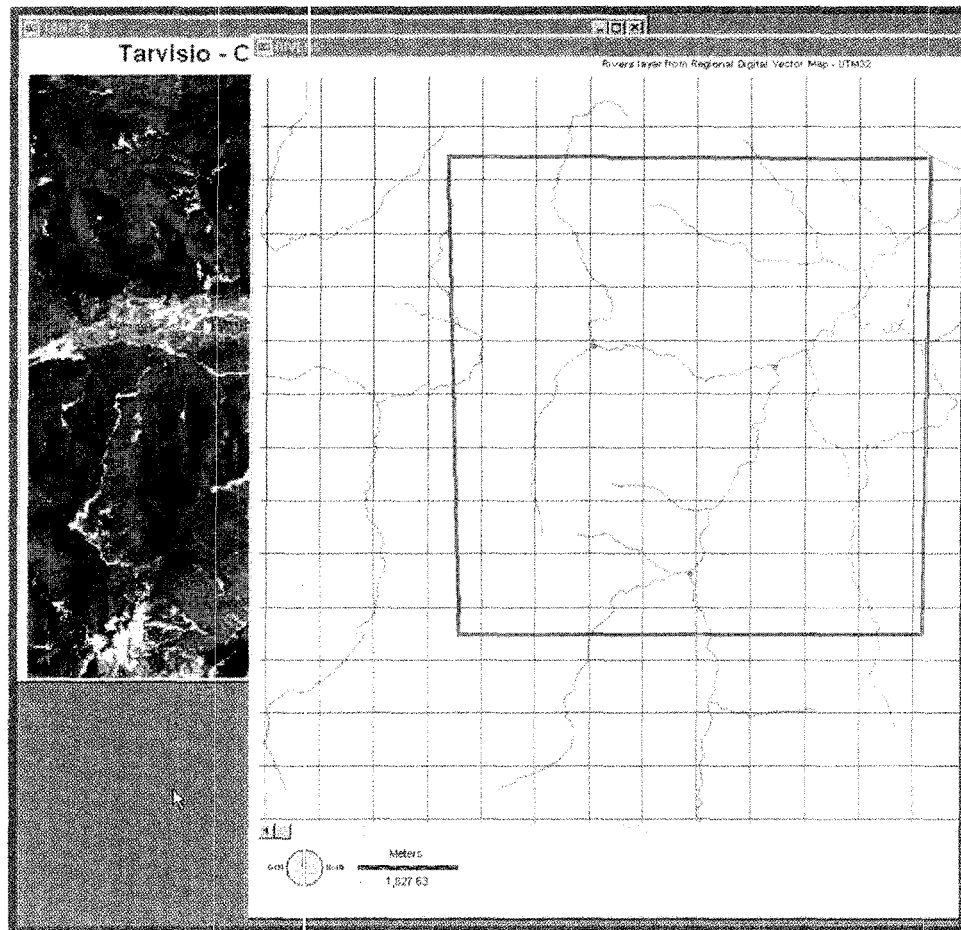 Tarvisio - C
Rivers layer from Regional Digital Vector Map - UTM32
Meters
1,827.63